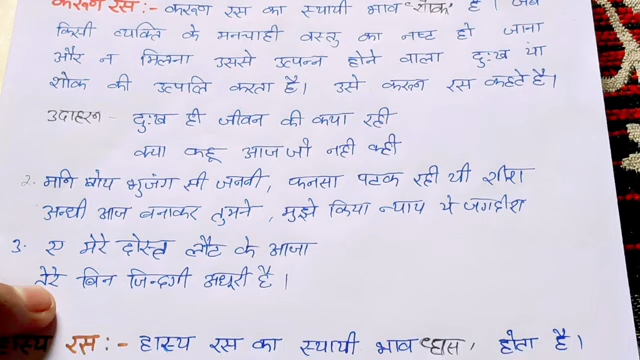 करूण रस :- करूण रस का स्थायी भाव "शोक" है । जब
किसी व्यक्ति के मनचाही वस्तु का नष्ट हो जाना
और न मिलना उससे उत्पन्न होने वाला दुःख या
शोक की उत्पति करता है। उसे करूण रस कहते है।
उदाहरन - दुःख ही जीवन की कथा रही
क्या कहू आज जो नही कही
2. मनि खोय भुजंग सी जननी, फनसा पटक रही थी शीश
अन्धी आज बनाकर तुमने, मुझे किया न्याय ये जगदीश
3. ए मेरे दोस्त लौट के आजा
तेरे बिन जिन्दगी अधूरी है ।
हास्य रस :- हास्य रस का स्थायी भाव "हास" होता है।